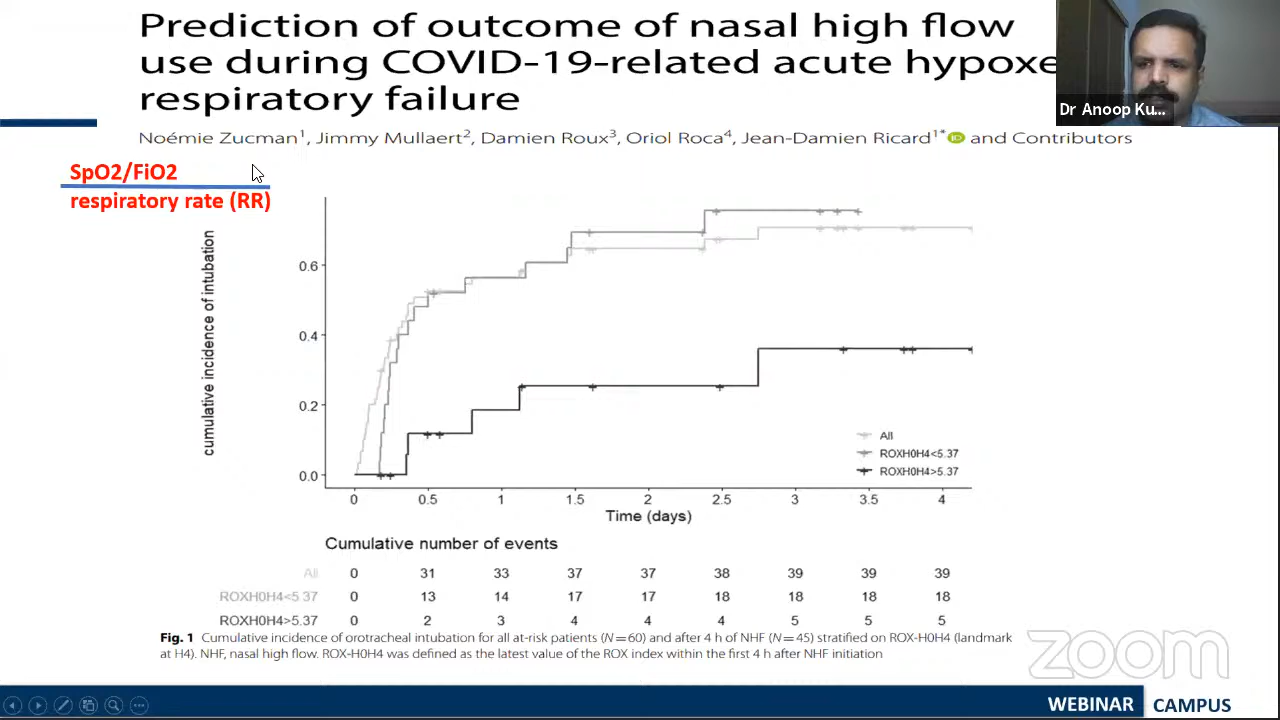 Prediction of outcome of nasal high flow
use during COVID-19-related acute hypoxe
respiratory failure
Dr Anoop Ku...
Noémie Zucman1, Jimmy Mullaert2, Damien Roux3, Oriol Roca4, Jean-Damien Ricard1* and Contributors
SpO2/FiO2
respiratory rate (RR)
cumulative incidence of intubation
0.6
0.4
0.2
0.0
All
ROXH0H4<5.37
ROXH0H4>5.37
0 0.5 1 1.5 2 2.5 3 3.5 4
Time (days)
Cumulative number of events
All 0 31 33 37 37 38 39 39 39
ROXH0H4<5.37 0 13 14 17 17 18 18 18 18
ROXH0H4>5.37 0 2 3 4 4 4 5 5 5
Fig. 1 Cumulative incidence of orotracheal intubation for all at-risk patients (N=60) and after 4 h of NHF (N=45) stratified on ROX-H0H4 (landmark
at H4). NHF, nasal high flow. ROX-H0H4 was defined as the latest value of the ROX index within the first 4 h after NHF initiation
zoom
WEBINAR CAMPUS